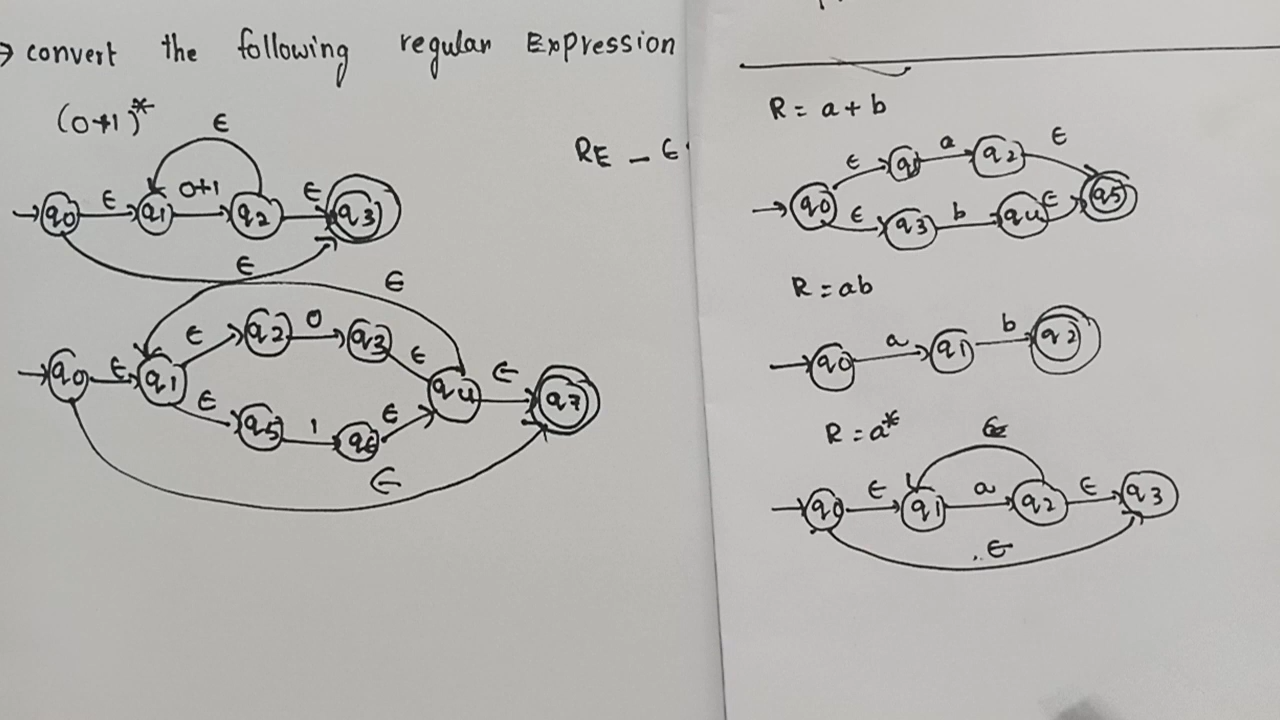 → convert the following regular Expression
(0+1)*
ϵ
RE - ϵ
q0 ϵ q1 0+1 q2 ϵ q3
ϵ
ϵ
q0 ϵ q1 ϵ q2 0 q3 ϵ q4 ϵ q7
ϵ q5 1 q6 ϵ
ϵ
R = a + b
q0 ϵ q1 a q2 ϵ q5
ϵ q3 b q4 ϵ
R = ab
q0 a q1 b q2
R = a*
ϵ
q0 ϵ q1 a q2 ϵ q3
ϵ